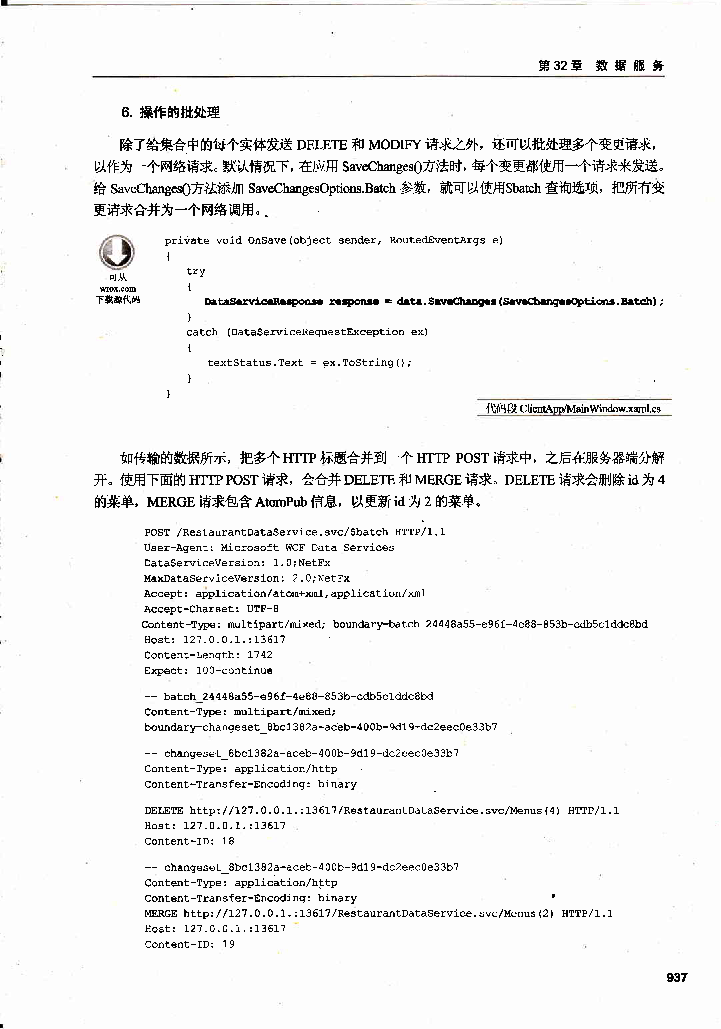 第32章 数据服务
6. 操作的批处理
除了给集合中的每个实体发送 DELETE 和 MODIFY 请求之外，还可以批处理多个变更请求，
以作为一个网络请求。默认情况下，在应用 SaveChanges()方法时，每个变更都使用一个请求来发送。
给 SaveChanges()方法添加 SaveChangesOptions.Batch 参数，就可以使用$batch 查询选项，把所有变
更请求合并为一个网络调用。
private void OnSave(object sender, RoutedEventArgs e)
{
可从
wrox.com
下载源代码
try
{
DataServiceResponse response = data.SaveChanges(SaveChangesOptions.Batch);
}
catch (DataServiceRequestException ex)
{
textStatus.Text = ex.ToString();
}
}
代码段 ClientApp/MainWindow.xaml.cs
如传输的数据所示，把多个 HTTP 标题合并到一个 HTTP POST 请求中，之后在服务器端分解
开。使用下面的 HTTP POST 请求，会合并 DELETE 和 MERGE 请求。DELETE 请求会删除 id 为 4
的菜单，MERGE 请求包含 AtomPub 信息，以更新 id 为 2 的菜单。
POST /RestaurantDataService.svc/$batch HTTP/1.1
User-Agent: Microsoft WCF Data Services
DataServiceVersion: 1.0;NetFx
MaxDataServiceVersion: 2.0;NetFx
Accept: application/atom+xml,application/xml
Accept-Charset: UTF-8
Content-Type: multipart/mixed; boundary=batch_24448a55-e96f-4e88-853b-cdb5c1ddc8bd
Host: 127.0.0.1.:13617
Content-Length: 1742
Expect: 100-continue
-- batch_24448a55-e96f-4e88-853b-cdb5c1ddc8bd
Content-Type: multipart/mixed;
boundary=changeset_8bc1382a-aceb-400b-9d19-dc2eec0e33b7
-- changeset_8bc1382a-aceb-400b-9d19-dc2eec0e33b7
Content-Type: application/http
Content-Transfer-Encoding: binary
DELETE http://127.0.0.1.:13617/RestaurantDataService.svc/Menus(4) HTTP/1.1
Host: 127.0.0.1.:13617
Content-ID: 18
-- changeset_8bc1382a-aceb-400b-9d19-dc2eec0e33b7
Content-Type: application/http
Content-Transfer-Encoding: binary
MERGE http://127.0.0.1.:13617/RestaurantDataService.svc/Menus(2) HTTP/1.1
Host: 127.0.0.1.:13617
Content-ID: 19
937